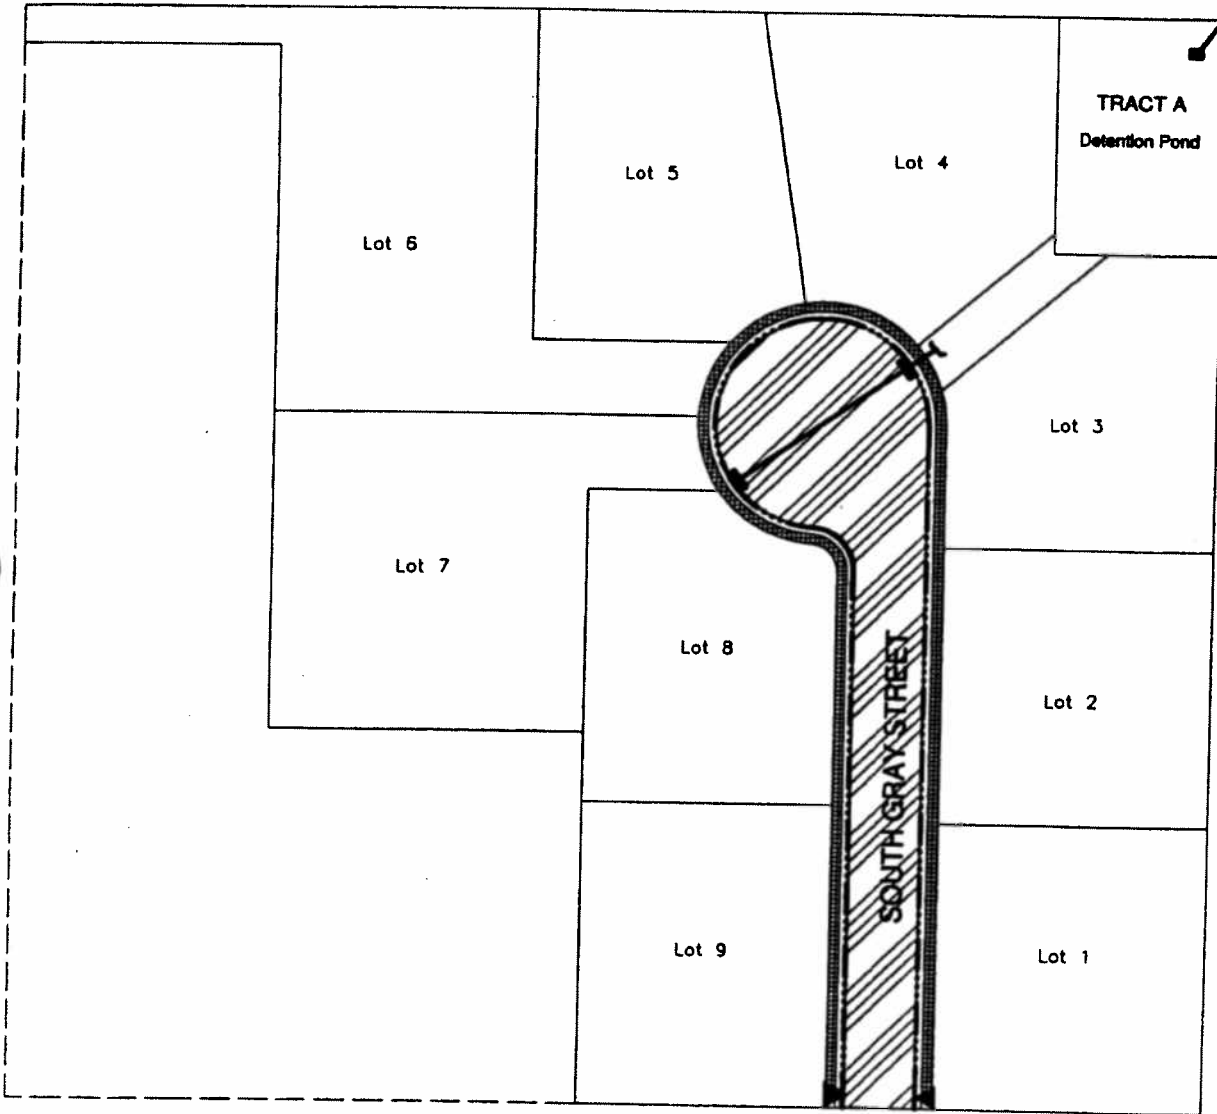 TRACT A
Detention Pond
Lot 4
Lot 5
Lot 6
Lot 3
Lot 7
Lot 8
Lot 2
SOUTH GRAY STREET
Lot 9
Lot 1